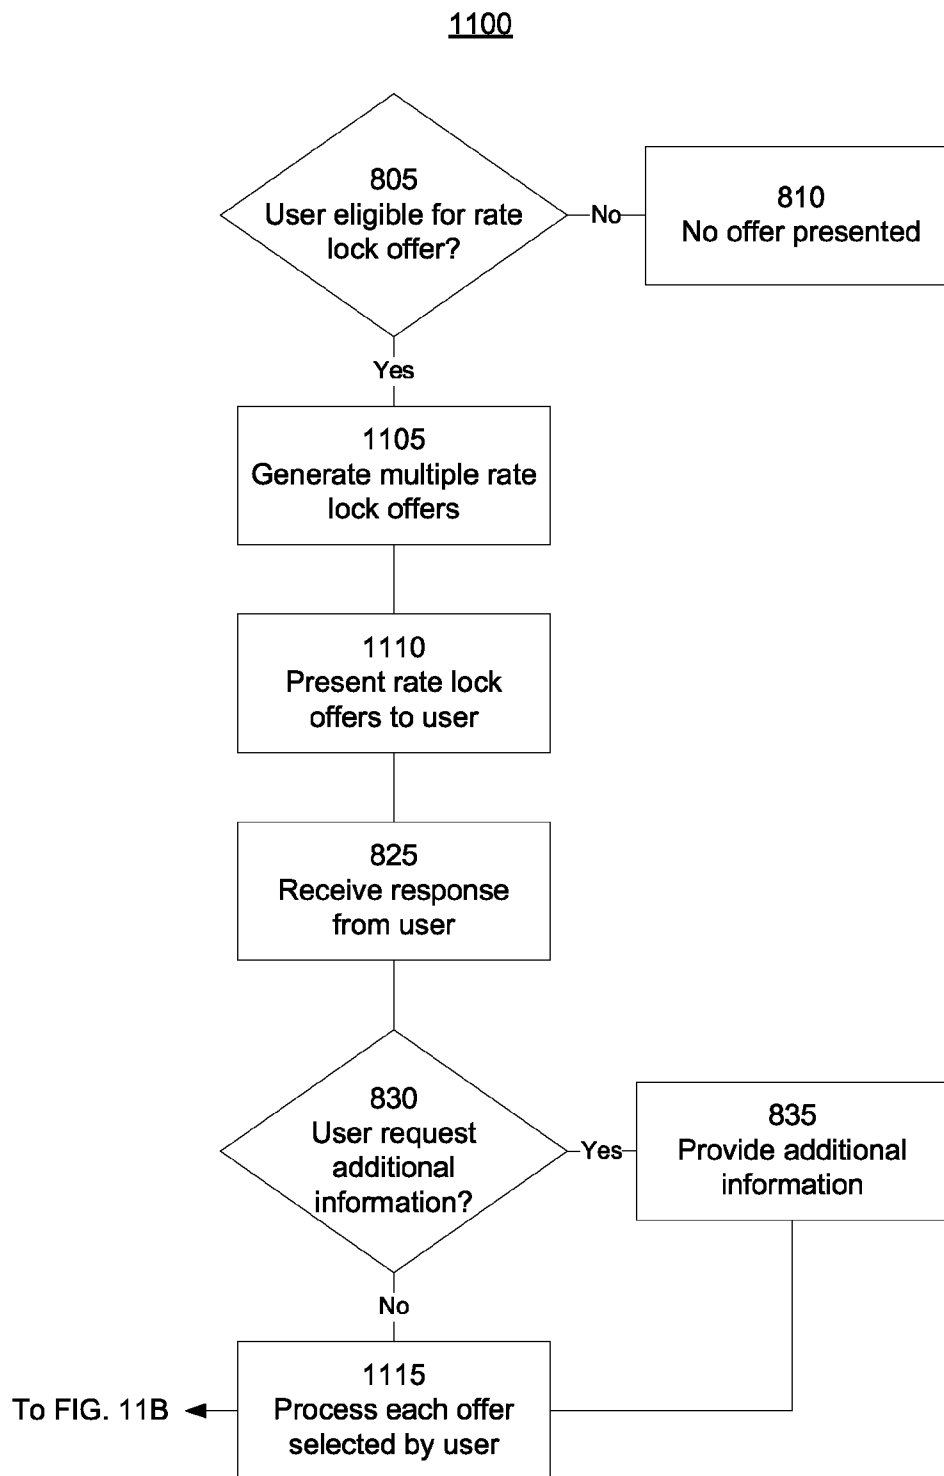 1100
805
User eligible for rate
lock offer?
No
810
No offer presented
Yes
1105
Generate multiple rate
lock offers
1110
Present rate lock
offers to user
825
Receive response
from user
830
User request
additional
information?
Yes
835
Provide additional
information
No
1115
Process each offer
selected by user
To FIG. 11B